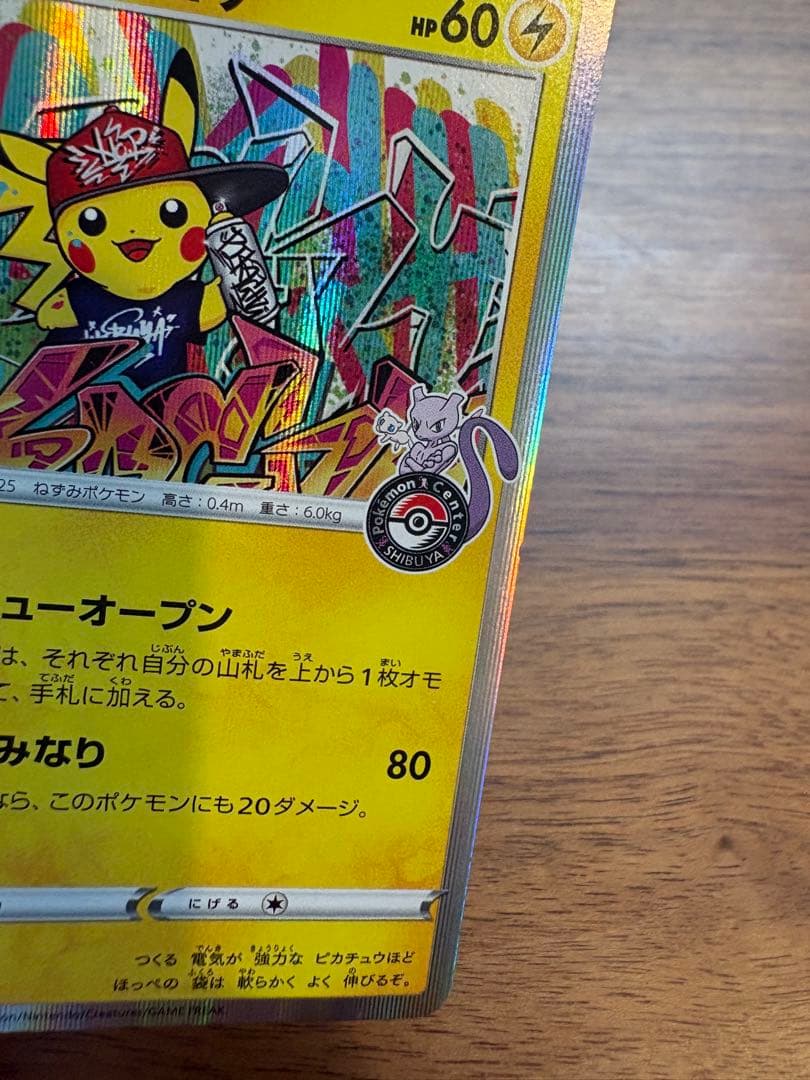 HP60
25 ねずみポケモン 高さ：0.4m 重さ：6.0kg
Pokémon Center
SHIBUYA
ューオープン
は、それぞれ自分の山札を上から1枚オモ
て、手札に加える。
みなり 80
なら、このポケモンにも20ダメージ。
にげる
つくる 電気が 強力な ピカチュウほど
ほっぺの 袋は 軟らかく よく 伸びるぞ。
/Nintendo/Creatures/GAME FREAK